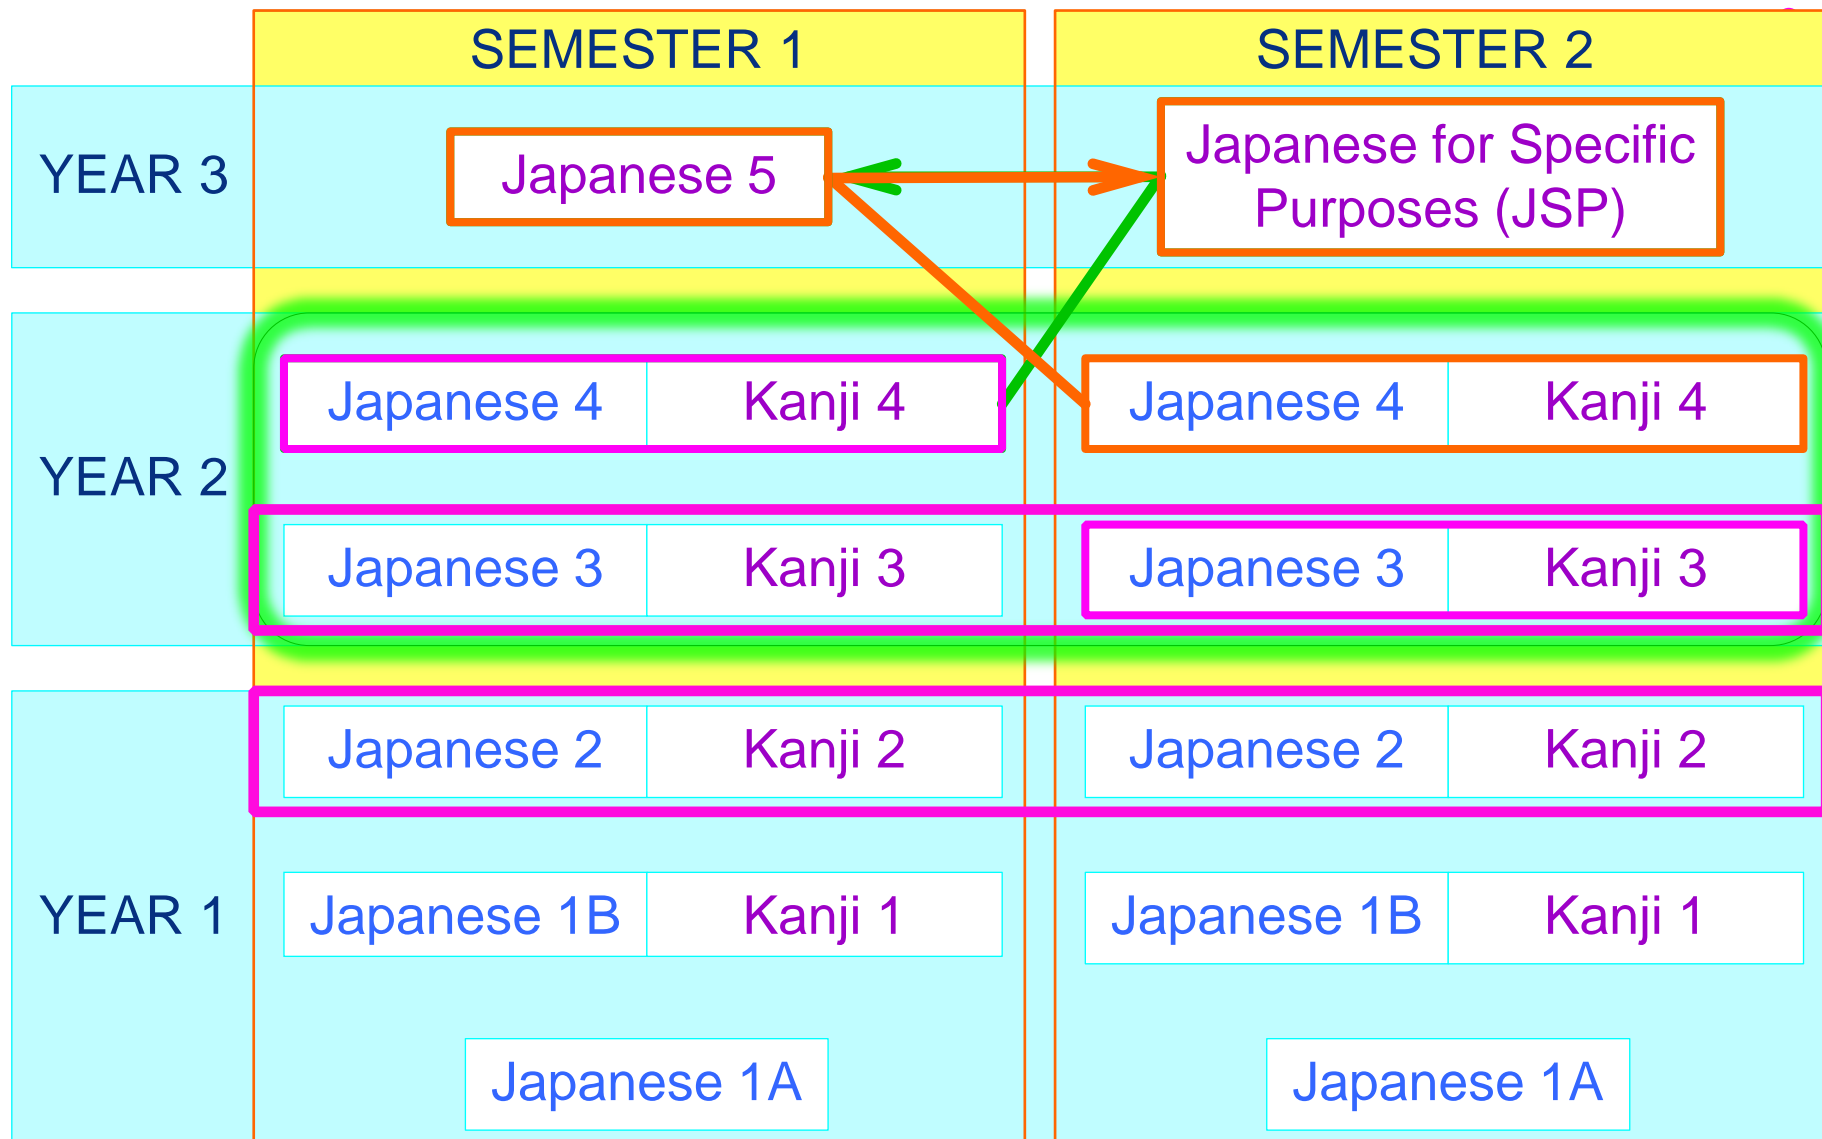 SEMESTER 1 SEMESTER 2
YEAR 3 Japanese 5 Japanese for Specific
Purposes (JSP)
YEAR 2
Japanese 4 Kanji 4 Japanese 4 Kanji 4
Japanese 3 Kanji 3 Japanese 3 Kanji 3
YEAR 1
Japanese 2 Kanji 2 Japanese 2 Kanji 2
Japanese 1B Kanji 1 Japanese 1B Kanji 1
Japanese 1A Japanese 1A